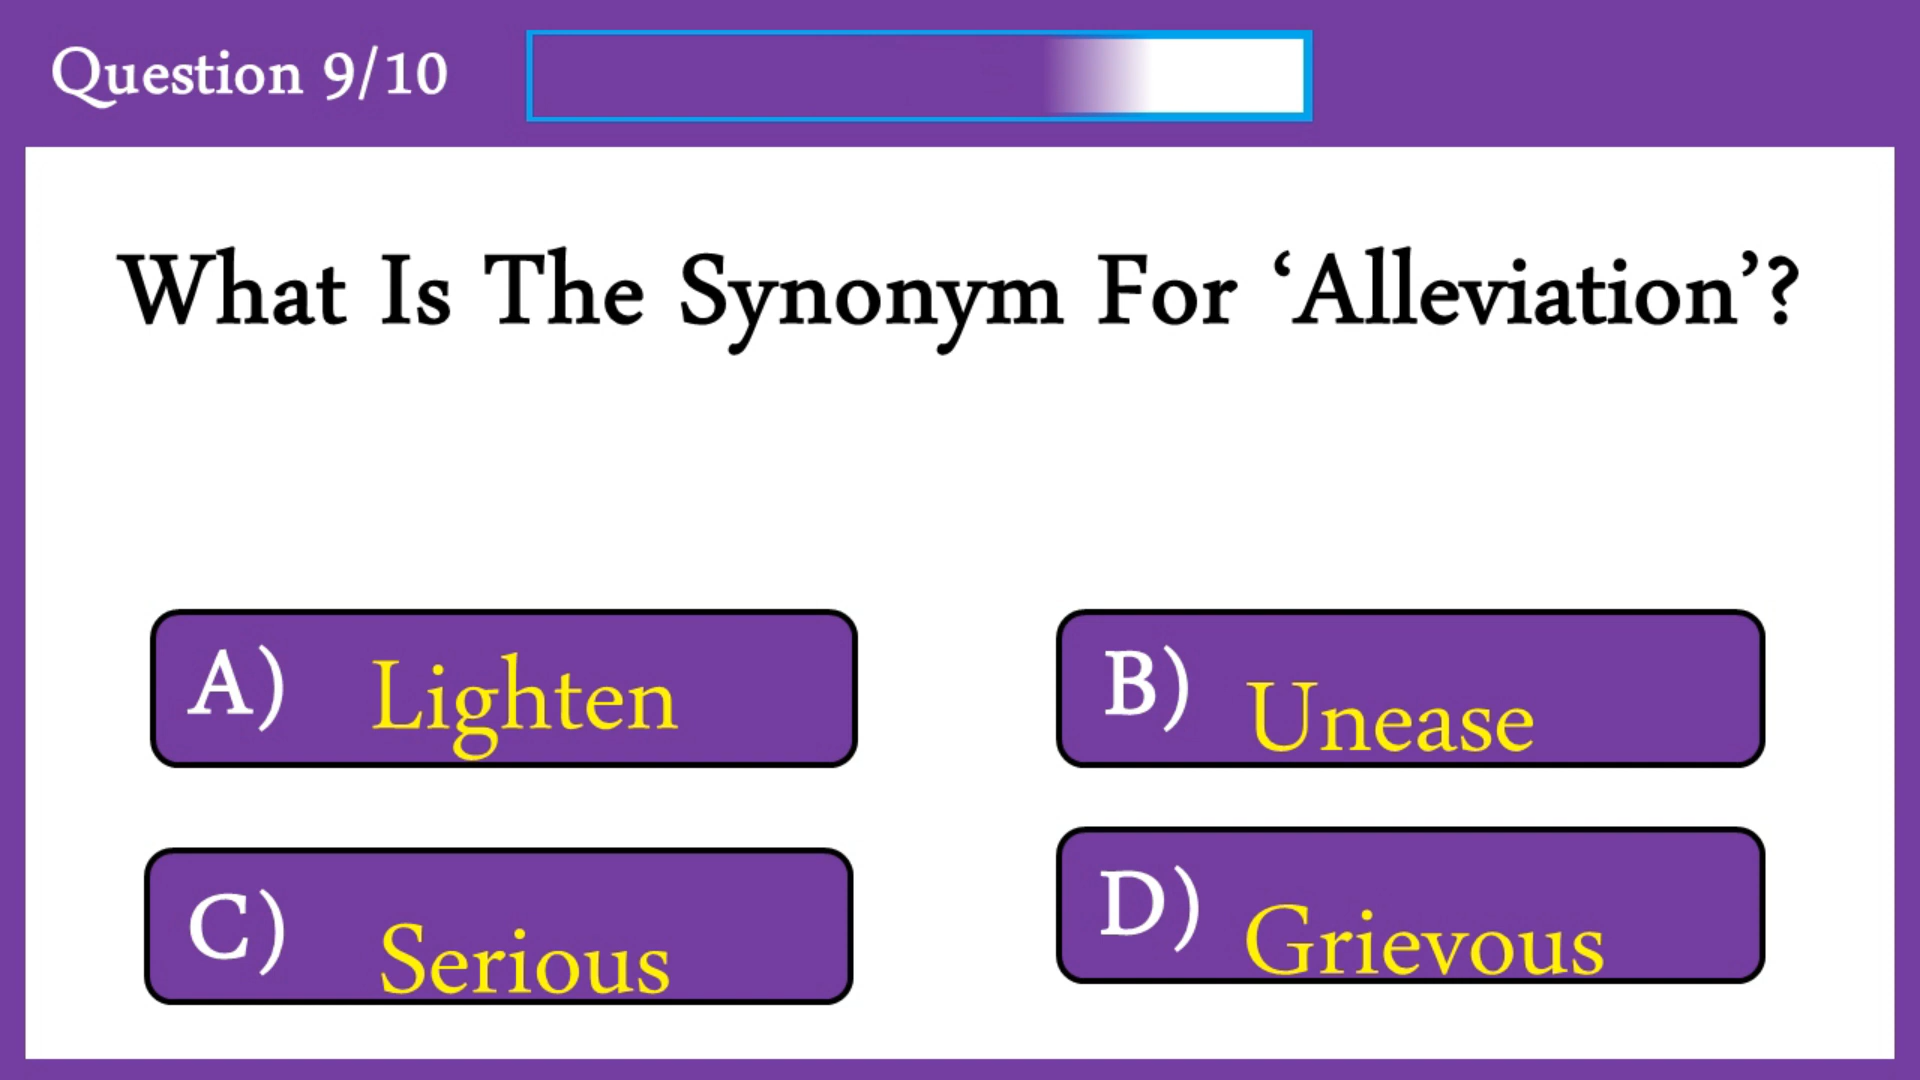 Question 9/10
What Is The Synonym For ‘Alleviation’?
A) Lighten
B) Unease
C) Serious
D) Grievous